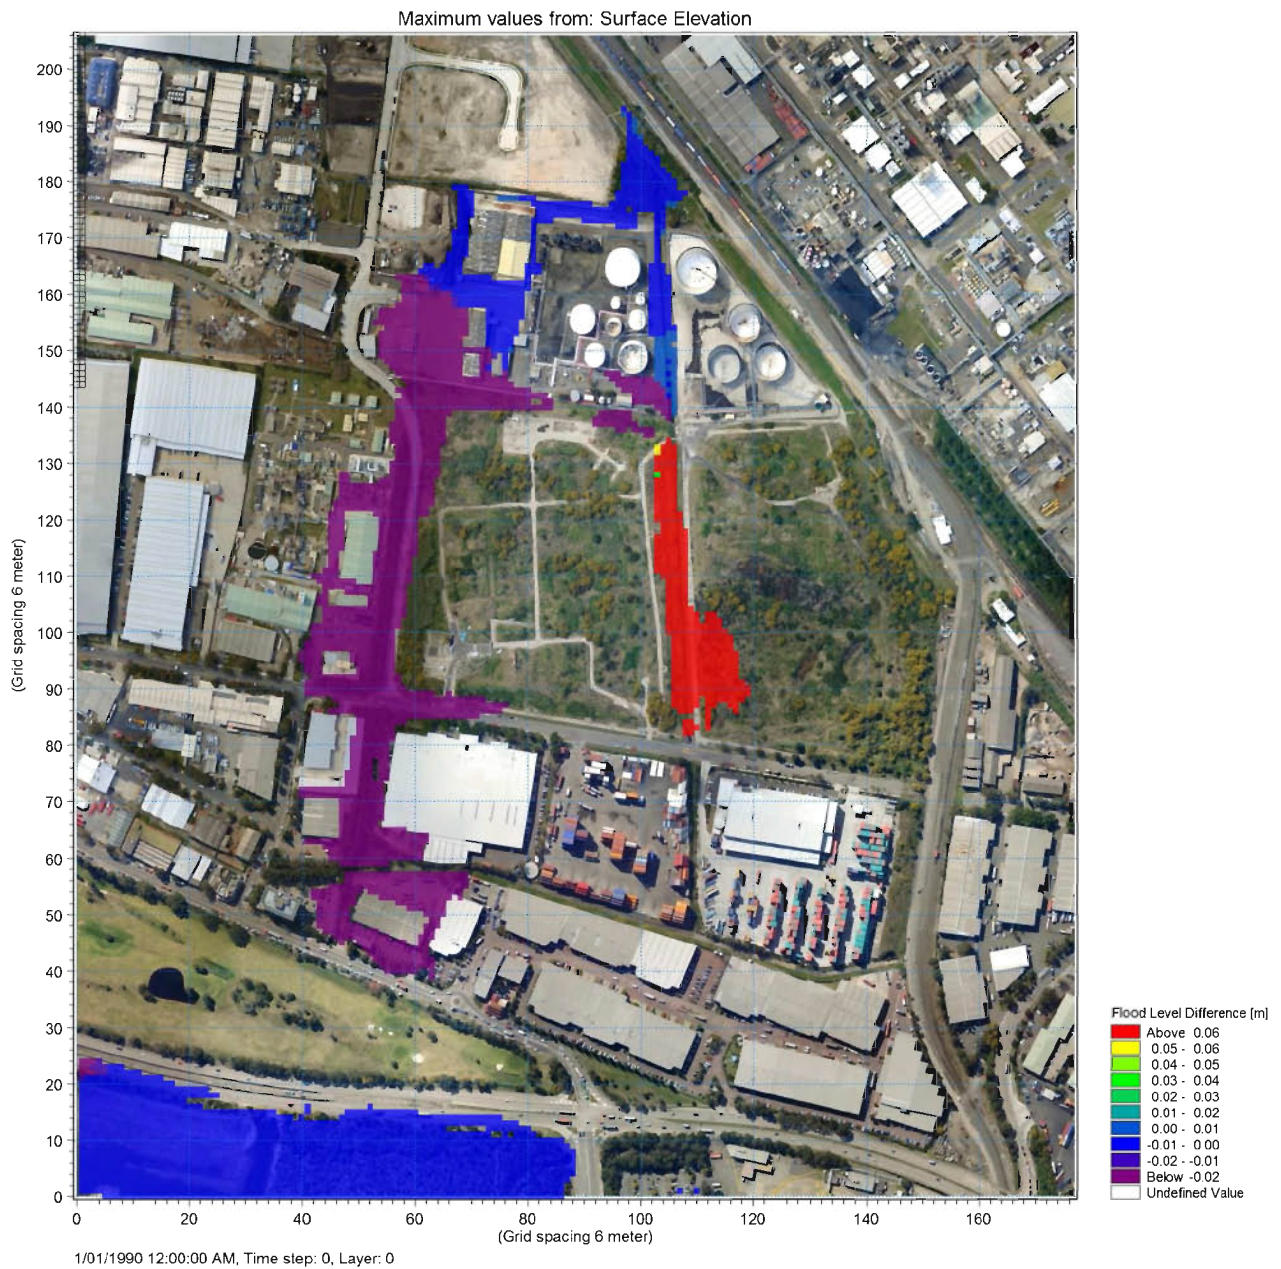 Maximum values from: Surface Elevation
200
190
180
170
160
150
140
130
120
110
100
90
80
70
60
50
40
30
20
10
0
(Grid spacing 6 meter)
0 20 40 60 80 100 120 140 160
(Grid spacing 6 meter)
1/01/1990 12:00:00 AM, Time step: 0, Layer: 0
Flood Level Difference [m]
Above 0.06
0.05 - 0.06
0.04 - 0.05
0.03 - 0.04
0.02 - 0.03
0.01 - 0.02
0.00 - 0.01
-0.01 - 0.00
-0.02 - -0.01
Below -0.02
Undefined Value